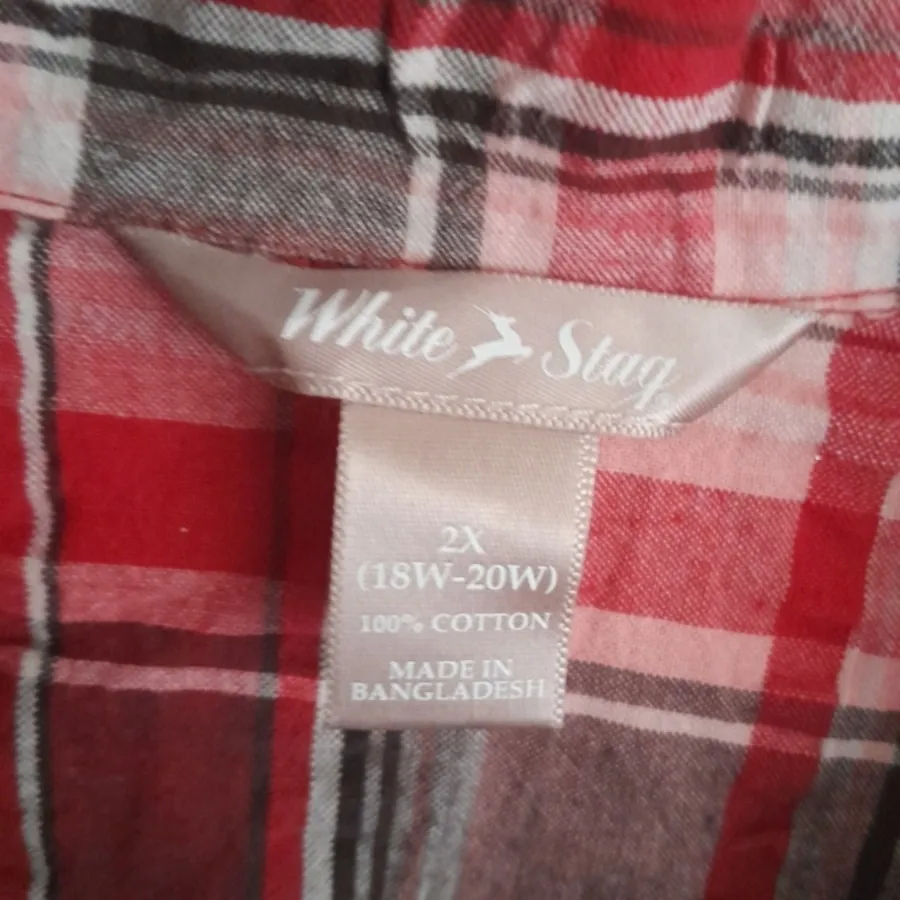 White Stag
2X
(18W-20W)
100% COTTON
MADE IN
BANGLADESH